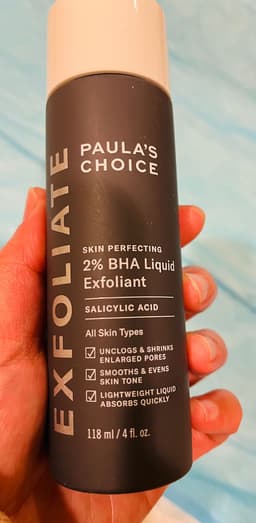 EXFOLIATE
PAULA'S
CHOICE
SKIN PERFECTING
2% BHA Liquid
Exfoliant
SALICYLIC ACID
All Skin Types
UNCLOGS & SHRINKS
ENLARGED PORES
SMOOTHS & EVENS
SKIN TONE
LIGHTWEIGHT LIQUID
ABSORBS QUICKLY
118 ml / 4 fl. oz.